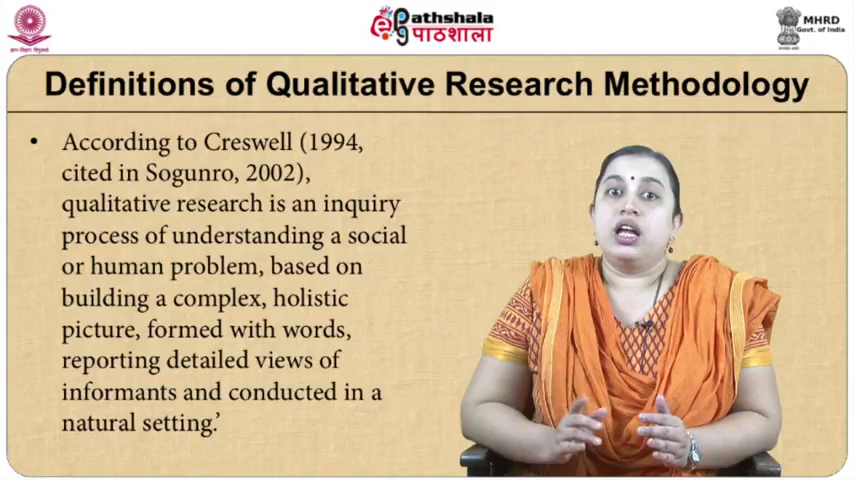 ePathshala
पाठशाला
MHRD
Govt. of India
Definitions of Qualitative Research Methodology
• According to Creswell (1994,
cited in Sogunro, 2002),
qualitative research is an inquiry
process of understanding a social
or human problem, based on
building a complex, holistic
picture, formed with words,
reporting detailed views of
informants and conducted in a
natural setting.’